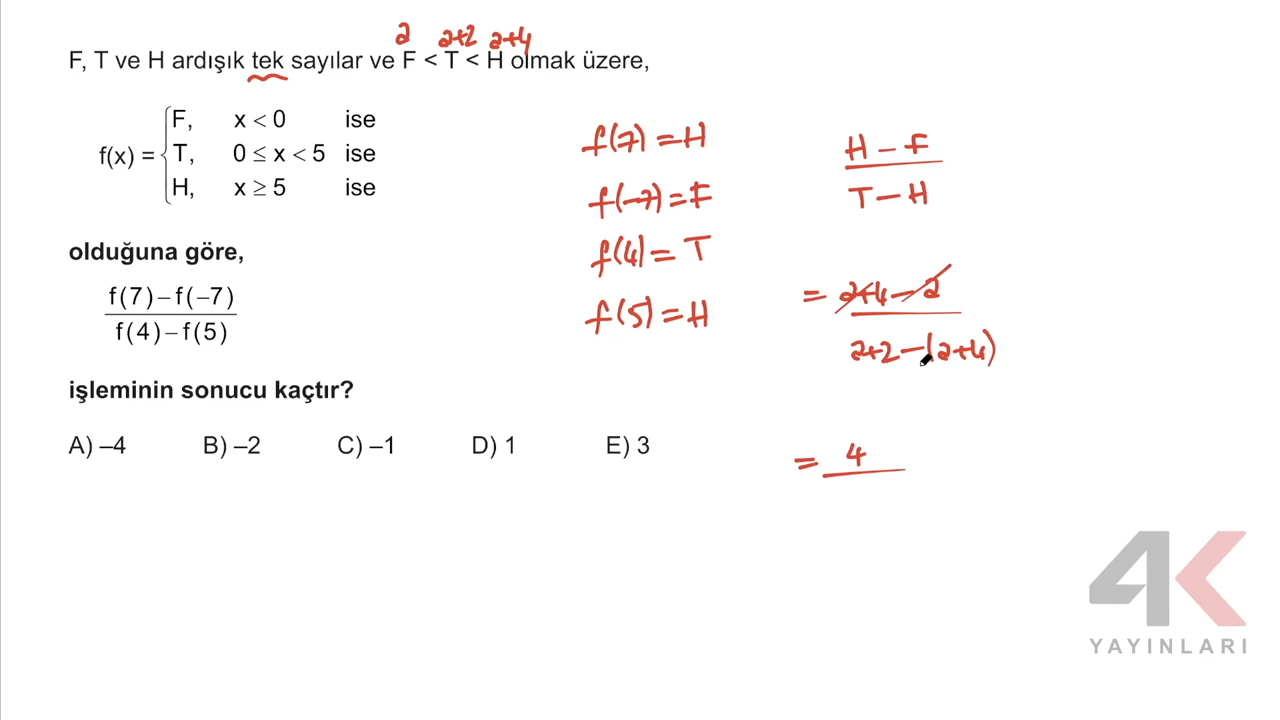 a a+2 a+4
F, T ve H ardışık tek sayılar ve F < T < H olmak üzere,
f(x) = { F, x < 0 ise
T, 0 ≤ x < 5 ise
H, x ≥ 5 ise
olduğuna göre,
f(7) – f(–7)
f(4) – f(5)
işleminin sonucu kaçtır?
A) –4 B) –2 C) –1 D) 1 E) 3
f(7) = H
f(-7) = F
f(4) = T
f(5) = H
H - F
T - H
= a+4 - a
a+2 - (a+4)
= 4
4K
YAYINLARI